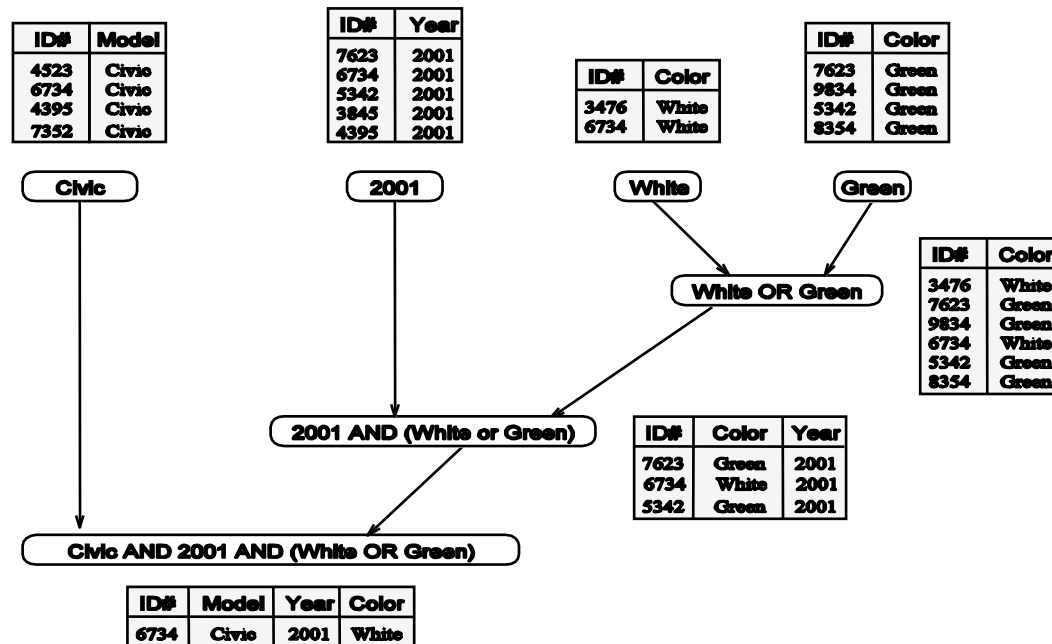 ID# Model
4523 Civic
6734 Civic
4395 Civic
7352 Civic
ID# Year
7623 2001
6734 2001
5342 2001
3845 2001
4395 2001
ID# Color
3476 White
6734 White
ID# Color
7623 Green
9834 Green
5342 Green
8354 Green
Civic
2001
White
Green
White OR Green
ID# Color
3476 White
7623 Green
9834 Green
6734 White
5342 Green
8354 Green
2001 AND (White or Green)
ID# Color Year
7623 Green 2001
6734 White 2001
5342 Green 2001
Civic AND 2001 AND (White OR Green)
ID# Model Year Color
6734 Civic 2001 White